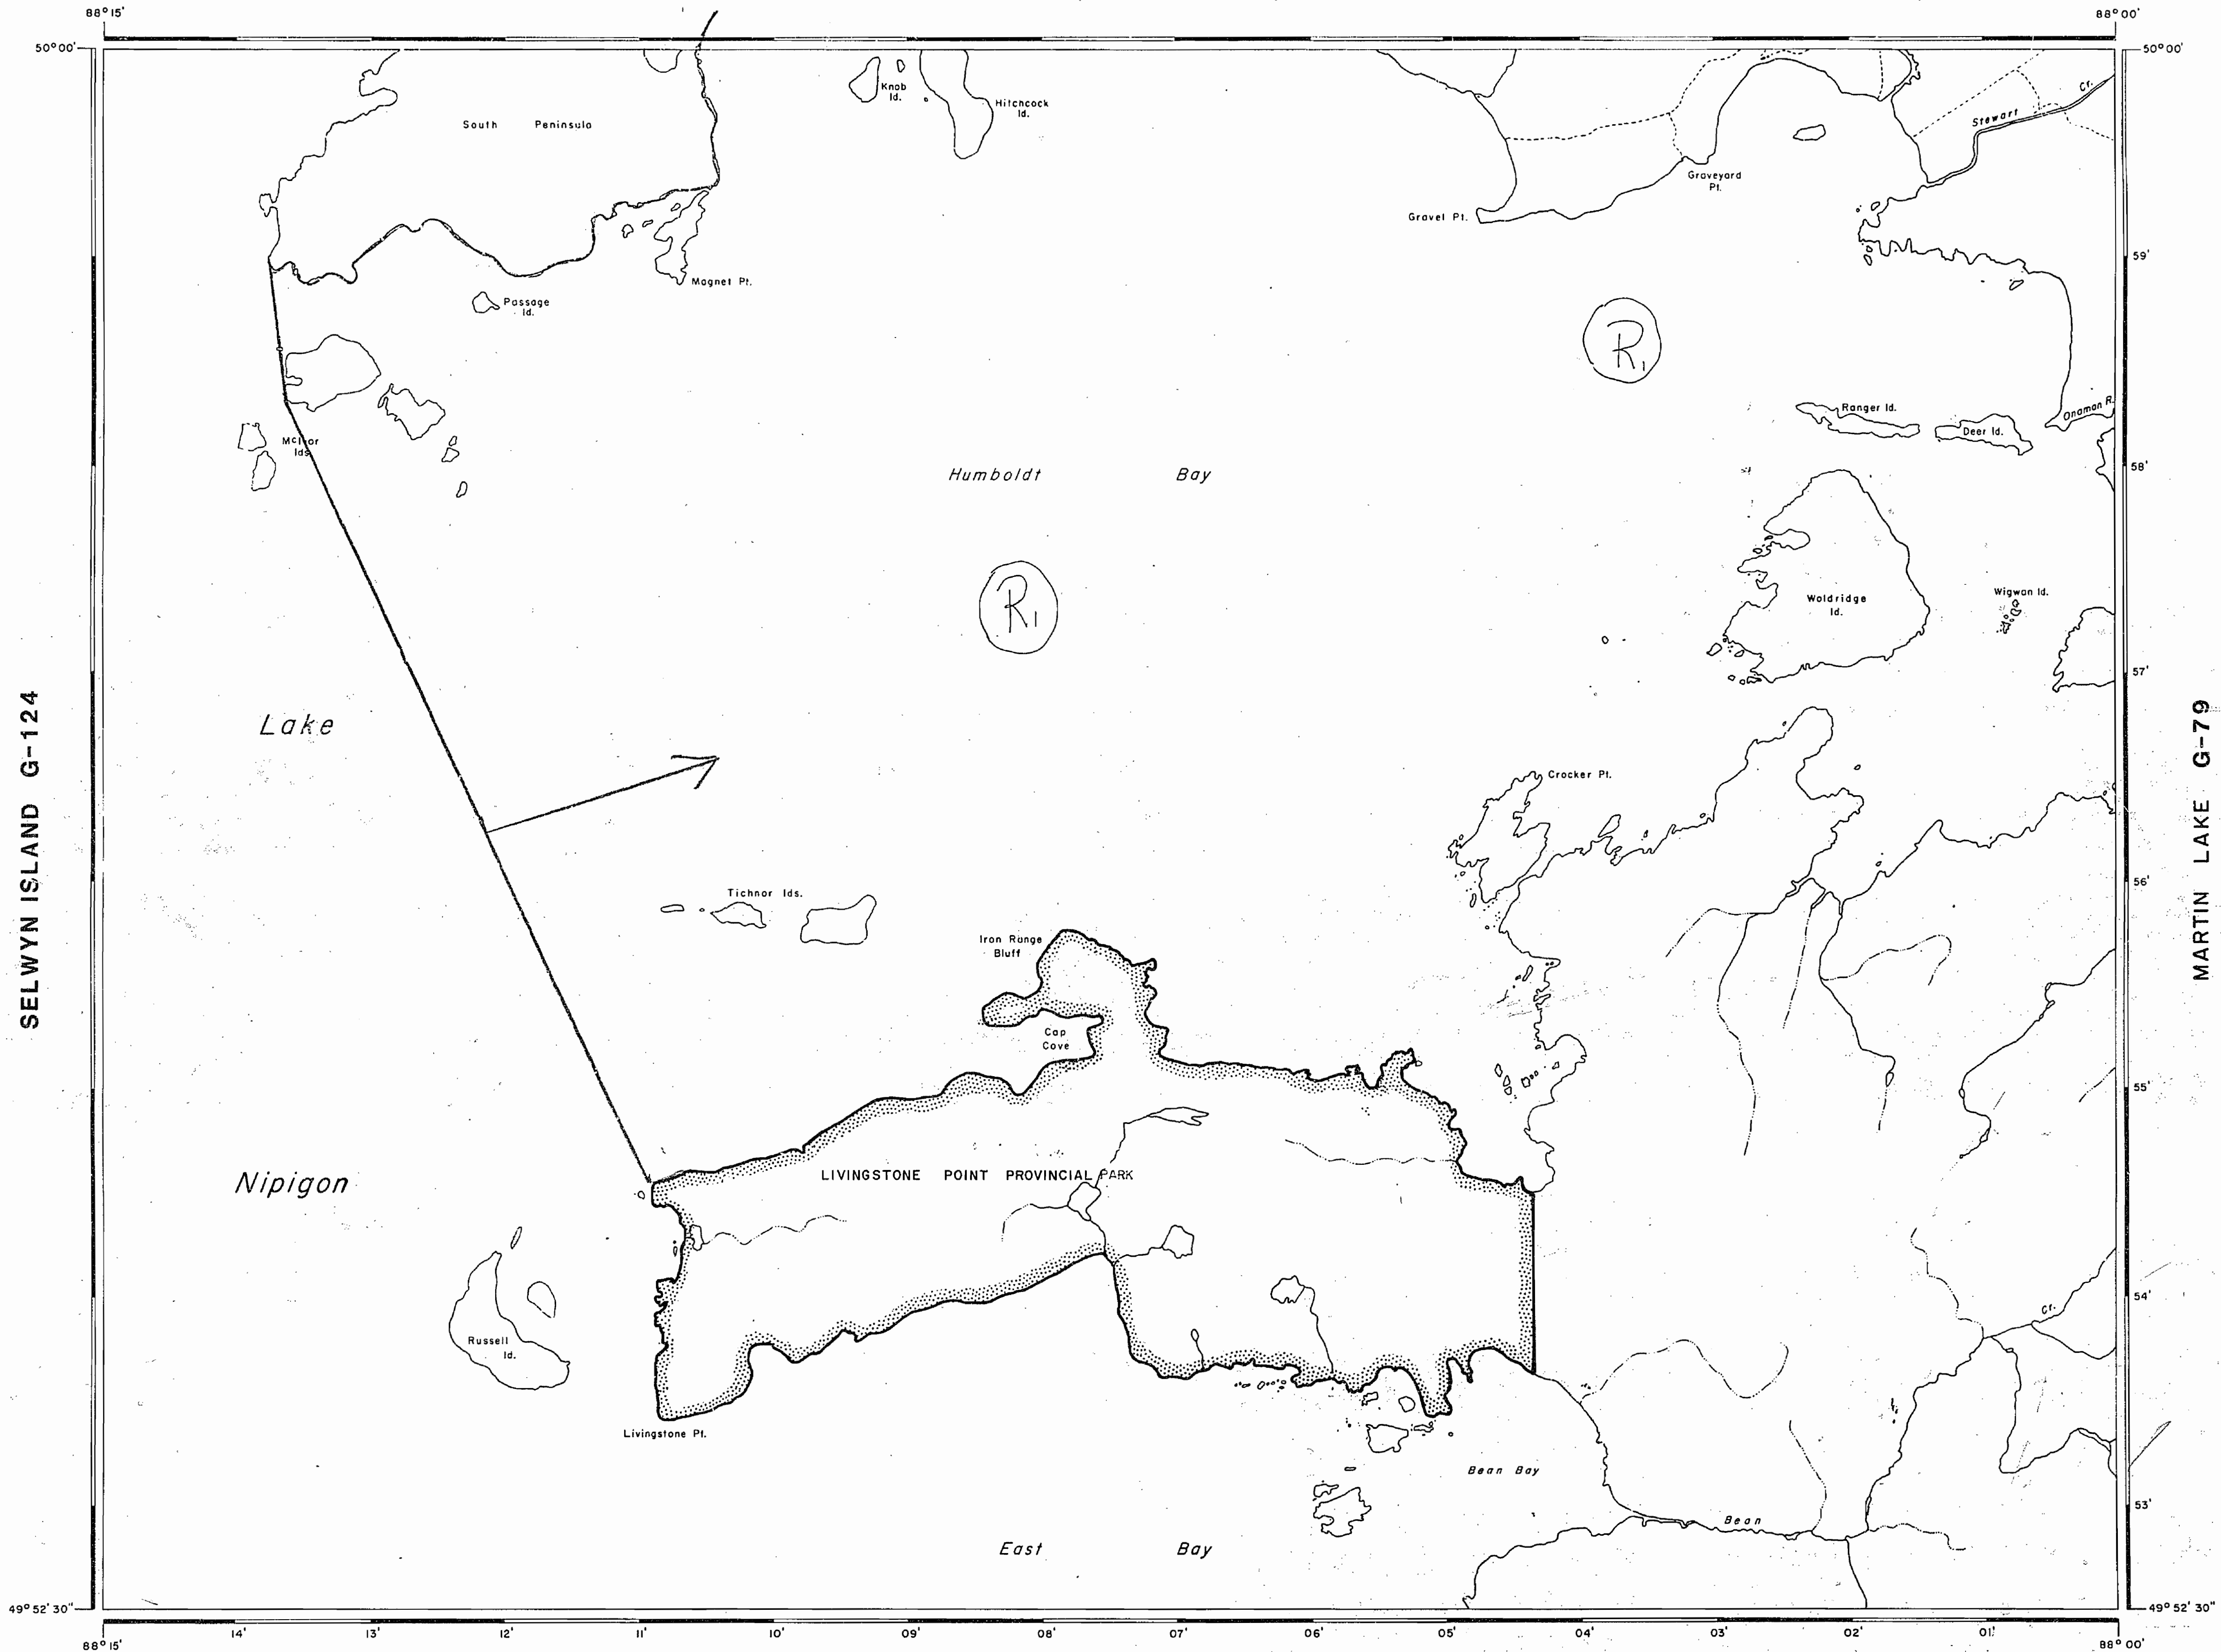 88°15'
88°00'
50°00'
50°00'
Knob
Id.
Hitchcock
Id.
South Peninsula
Stewart Cr.
Graveyard
Pt.
Gravel Pt.
59'
Magnet Pt.
Passage
Id.
R1
Ranger Id.
Onaman R.
Deer Id.
Ids.
58'
Humboldt Bay
R1
Woldridge
Id.
Wigwan Id.
57'
SELWYN ISLAND G-124
Lake
MARTIN LAKE G-79
Crocker Pt.
56'
Tichnor Ids.
Iron Range
Bluff
Cap
Cove
55'
LIVINGSTONE POINT PROVINCIAL PARK
Nipigon
54'
Cr.
Russell
Id.
Livingstone Pt.
Bean Bay
53'
Bean
East Bay
49°52'30"
49°52'30"
88°15'
14'
13'
12'
11'
10'
09'
08'
07'
06'
05'
04'
03'
02'
01'
88°00'